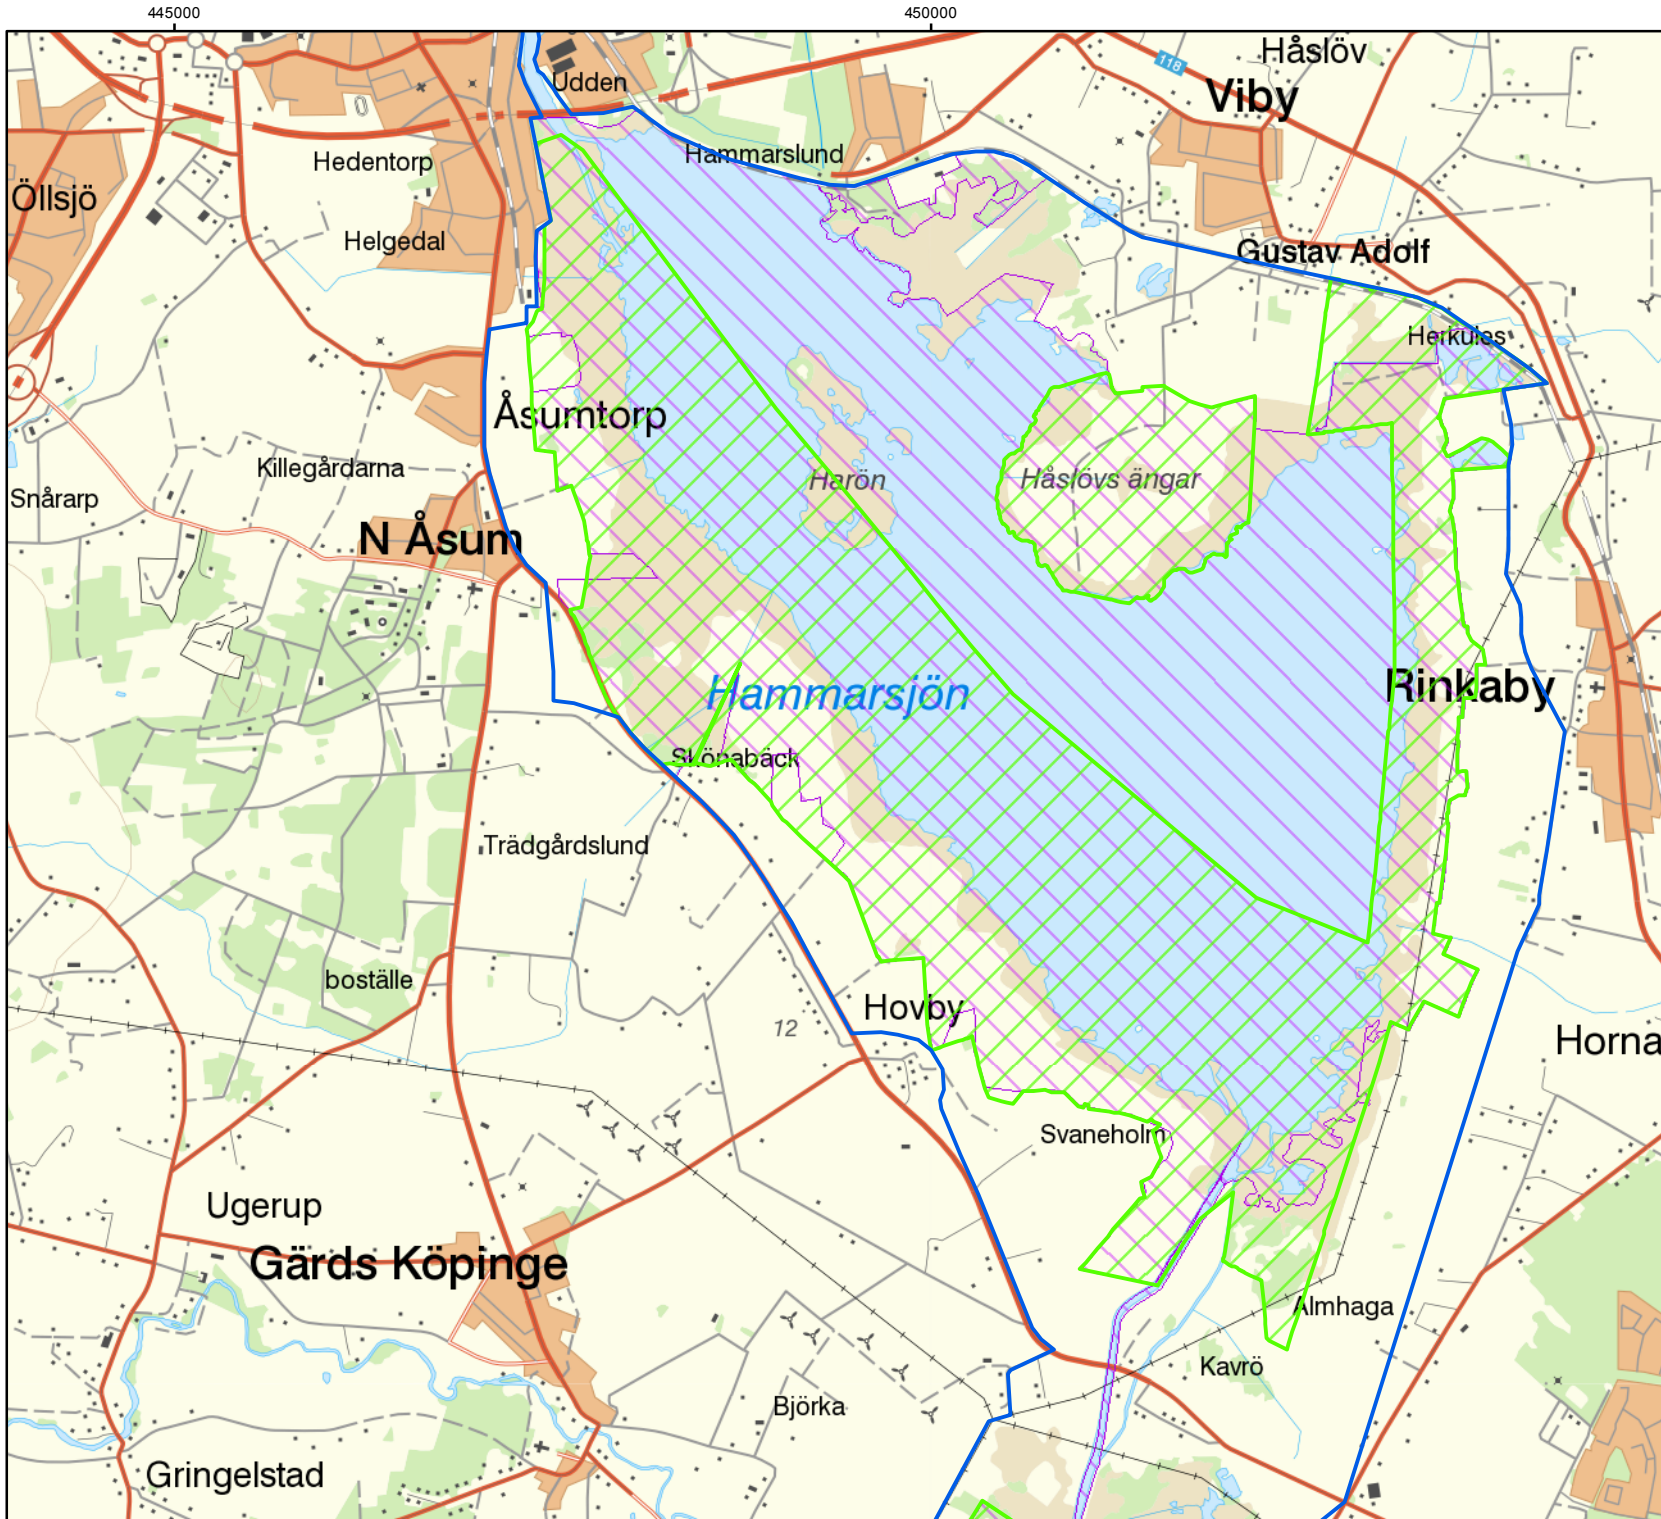 445000
450000
Håslöv
118
Udden
Viby
Hammarslund
Hedentorp
Öllsjö
Helgedal
Gustav Adolf
Herkules
Åsumtorp
Killegårdarna
Harön
Håslövs ängar
Snårarp
N Åsum
Rinkaby
Hammarsjön
Skönabäck
Trädgårdslund
boställe
Hovby
12
Horna
Svaneholm
Ugerup
Gärds Köpinge
Almhaga
Kavrö
Björka
Gringelstad